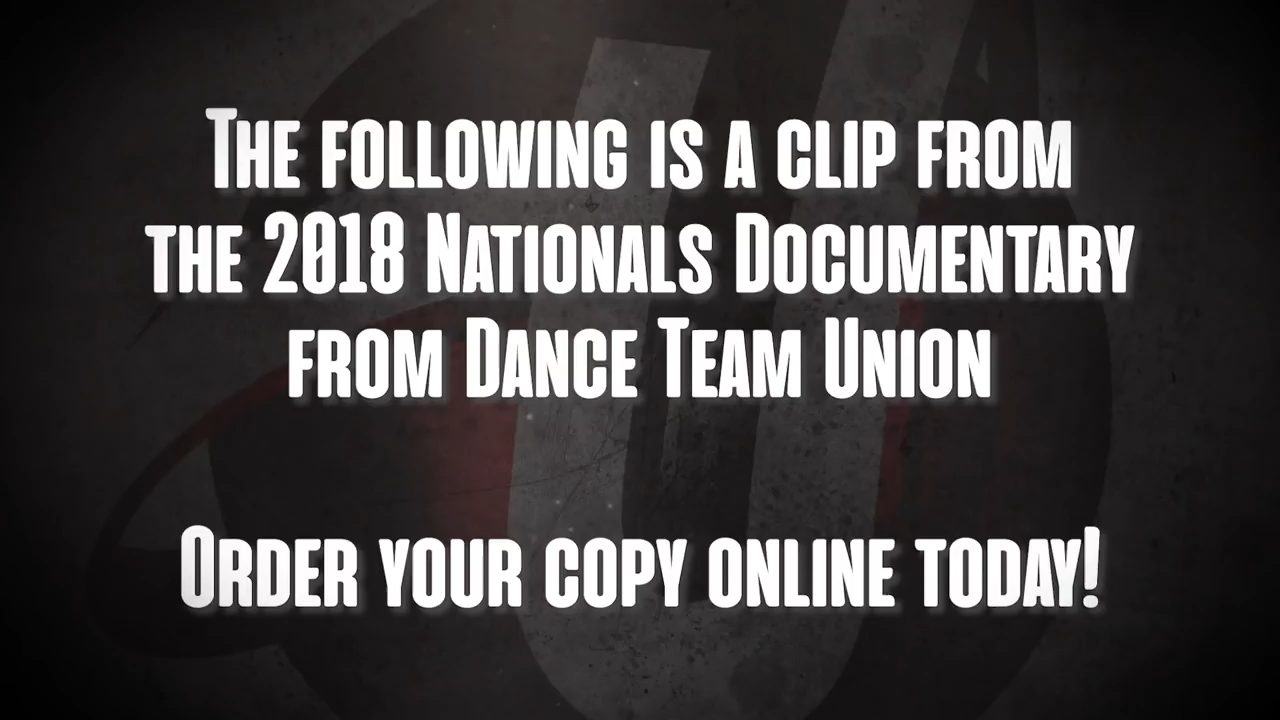 The following is a clip from
the 2018 Nationals Documentary
from Dance Team Union
Order your copy online today!